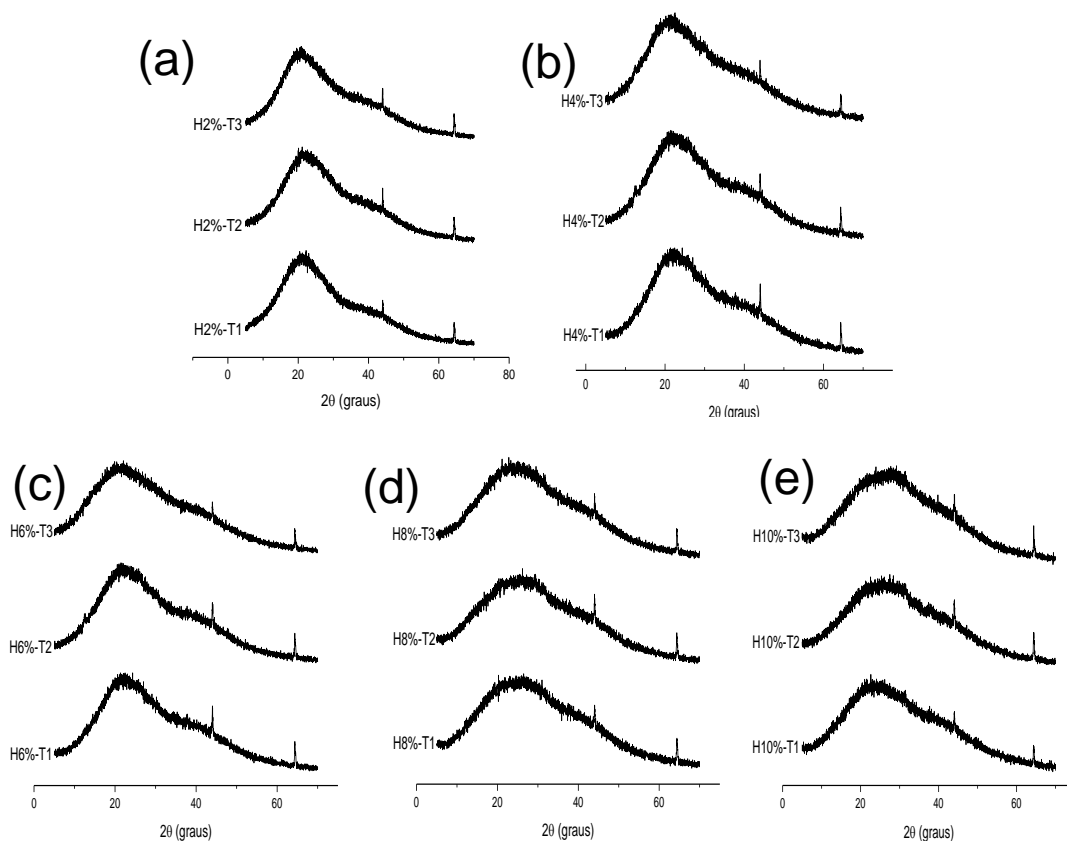 (a)
H2%-T3
H2%-T2
H2%-T1
0 20 40 60 80
2θ (graus)
(b)
H4%-T3
H4%-T2
H4%-T1
0 20 40 60
2θ (graus)
(c)
H6%-T3
H6%-T2
H6%-T1
0 20 40 60
2θ (graus)
(d)
H8%-T3
H8%-T2
H8%-T1
0 20 40 60
2θ (graus)
(e)
H10%-T3
H10%-T2
H10%-T1
0 20 40 60
2θ (graus)